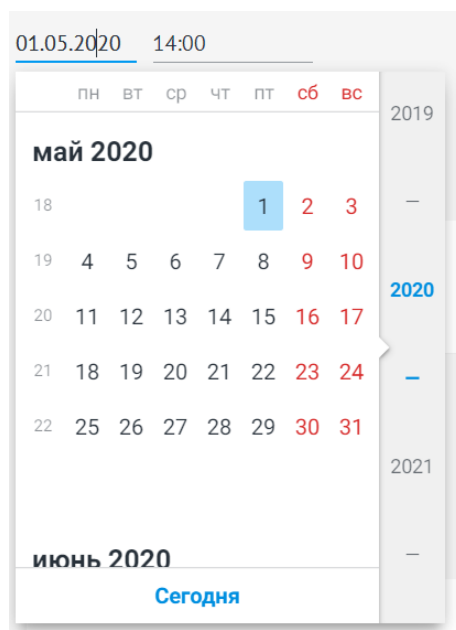 01.05.2020 14:00
пн вт ср чт пт сб вс
2019
май 2020
18 1 2 3 –
19 4 5 6 7 8 9 10
2020
20 11 12 13 14 15 16 17
21 18 19 20 21 22 23 24 –
22 25 26 27 28 29 30 31
2021
июнь 2020 –
Сегодня